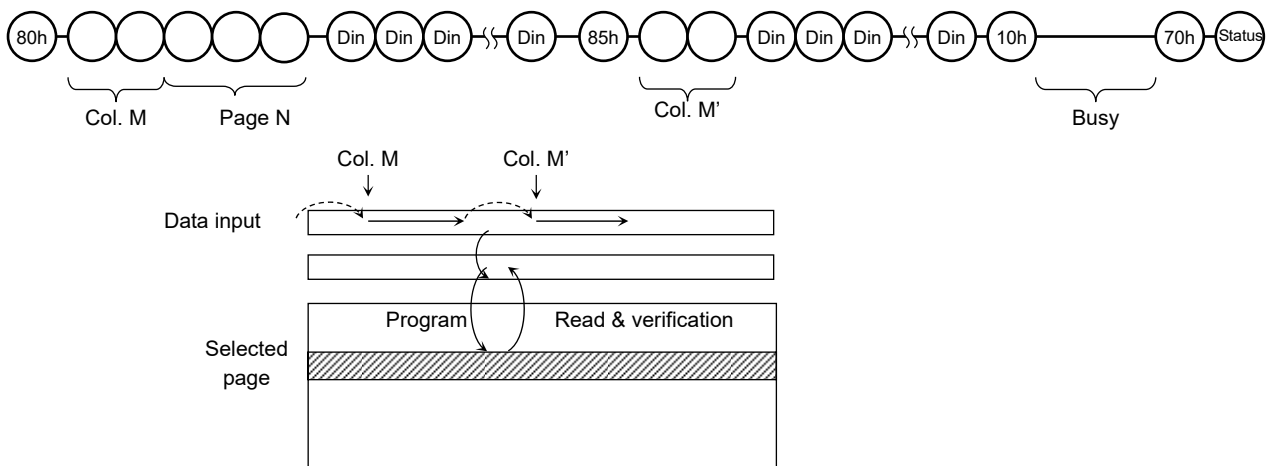 80h Din Din Din Din 85h Din Din Din Din 10h 70h Status
Col. M Page N Col. M’ Busy
Col. M Col. M’
Data input
Program Read & verification
Selected
page